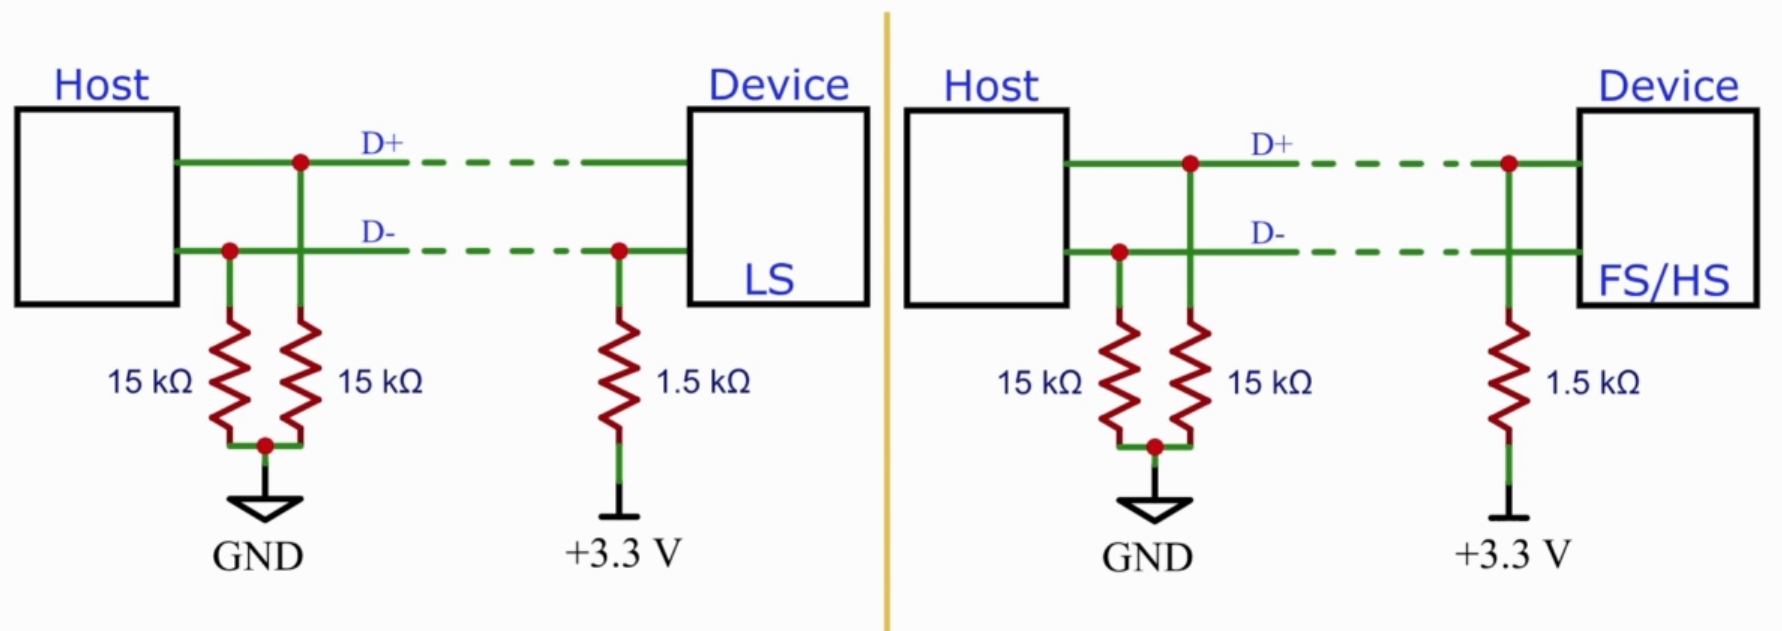 Host
Device
D+
D-
LS
15 kΩ
15 kΩ
1.5 kΩ
GND
+3.3 V
Host
Device
D+
D-
FS/HS
15 kΩ
15 kΩ
1.5 kΩ
GND
+3.3 V